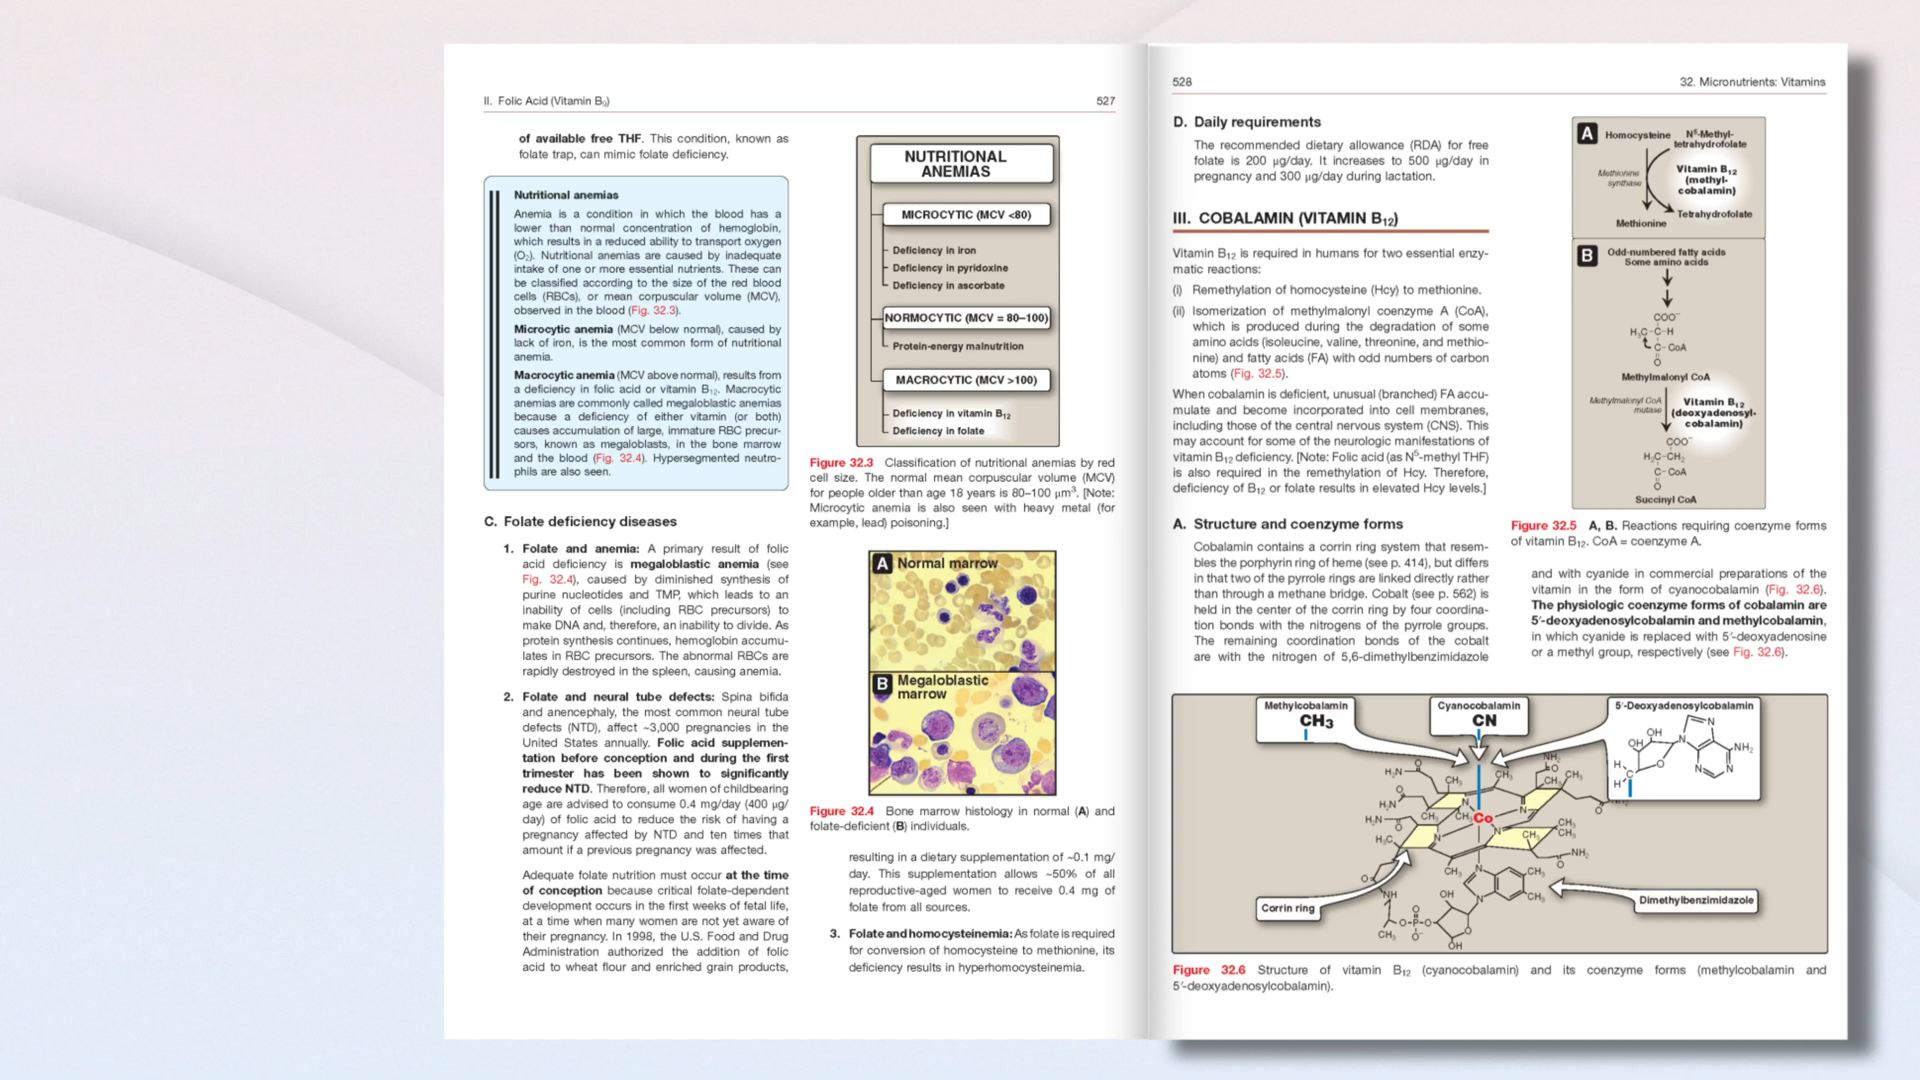 II. Folic Acid (Vitamin B₉)
527
of available free THF. This condition, known as
folate trap, can mimic folate deficiency.
Nutritional anemias
Anemia is a condition in which the blood has a
lower than normal concentration of hemoglobin,
which results in a reduced ability to transport oxygen
(O₂). Nutritional anemias are caused by inadequate
intake of one or more essential nutrients. These can
be classified according to the size of the red blood
cells (RBCs), or mean corpuscular volume (MCV),
observed in the blood (Fig. 32.3).
Microcytic anemia (MCV below normal), caused by
lack of iron, is the most common form of nutritional
anemia.
Macrocytic anemia (MCV above normal), results from
a deficiency in folic acid or vitamin B₁₂. Macrocytic
anemias are commonly called megaloblastic anemias
because a deficiency of either vitamin (or both)
causes accumulation of large, immature RBC precur-
sors, known as megaloblasts, in the bone marrow
and the blood (Fig. 32.4). Hypersegmented neutro-
phils are also seen.
C. Folate deficiency diseases
1. Folate and anemia: A primary result of folic
acid deficiency is megaloblastic anemia (see
Fig. 32.4), caused by diminished synthesis of
purine nucleotides and TMP, which leads to an
inability of cells (including RBC precursors) to
make DNA and, therefore, an inability to divide. As
protein synthesis continues, hemoglobin accumu-
lates in RBC precursors. The abnormal RBCs are
rapidly destroyed in the spleen, causing anemia.
2. Folate and neural tube defects: Spina bifida
and anencephaly, the most common neural tube
defects (NTD), affect ~3,000 pregnancies in the
United States annually. Folic acid supplemen-
tation before conception and during the first
trimester has been shown to significantly
reduce NTD. Therefore, all women of childbearing
age are advised to consume 0.4 mg/day (400 µg/
day) of folic acid to reduce the risk of having a
pregnancy affected by NTD and ten times that
amount if a previous pregnancy was affected.
Adequate folate nutrition must occur at the time
of conception because critical folate-dependent
development occurs in the first weeks of fetal life,
at a time when many women are not yet aware of
their pregnancy. In 1998, the U.S. Food and Drug
Administration authorized the addition of folic
acid to wheat flour and enriched grain products,
NUTRITIONAL
ANEMIAS
MICROCYTIC (MCV <80)
Deficiency in iron
Deficiency in pyridoxine
Deficiency in ascorbate
NORMOCYTIC (MCV = 80–100)
Protein-energy malnutrition
MACROCYTIC (MCV >100)
Deficiency in vitamin B₁₂
Deficiency in folate
Figure 32.3 Classification of nutritional anemias by red
cell size. The normal mean corpuscular volume (MCV)
for people older than age 18 years is 80–100 µm³. [Note:
Microcytic anemia is also seen with heavy metal (for
example, lead) poisoning.]
A Normal marrow
B Megaloblastic
marrow
Figure 32.4 Bone marrow histology in normal (A) and
folate-deficient (B) individuals.
resulting in a dietary supplementation of ~0.1 mg/
day. This supplementation allows ~50% of all
reproductive-aged women to receive 0.4 mg of
folate from all sources.
3. Folate and homocysteinemia: As folate is required
for conversion of homocysteine to methionine, its
deficiency results in hyperhomocysteinemia.
528
32. Micronutrients: Vitamins
D. Daily requirements
The recommended dietary allowance (RDA) for free
folate is 200 µg/day. It increases to 500 µg/day in
pregnancy and 300 µg/day during lactation.
III. COBALAMIN (VITAMIN B₁₂)
Vitamin B₁₂ is required in humans for two essential enzy-
matic reactions:
(i) Remethylation of homocysteine (Hcy) to methionine.
(ii) Isomerization of methylmalonyl coenzyme A (CoA),
which is produced during the degradation of some
amino acids (isoleucine, valine, threonine, and methio-
nine) and fatty acids (FA) with odd numbers of carbon
atoms (Fig. 32.5).
When cobalamin is deficient, unusual (branched) FA accu-
mulate and become incorporated into cell membranes,
including those of the central nervous system (CNS). This
may account for some of the neurologic manifestations of
vitamin B₁₂ deficiency. [Note: Folic acid (as N⁵-methyl THF)
is also required in the remethylation of Hcy. Therefore,
deficiency of B₁₂ or folate results in elevated Hcy levels.]
A. Structure and coenzyme forms
Cobalamin contains a corrin ring system that resem-
bles the porphyrin ring of heme (see p. 414), but differs
in that two of the pyrrole rings are linked directly rather
than through a methane bridge. Cobalt (see p. 562) is
held in the center of the corrin ring by four coordina-
tion bonds with the nitrogens of the pyrrole groups.
The remaining coordination bonds of the cobalt
are with the nitrogen of 5,6-dimethylbenzimidazole
A
Homocysteine
N⁵-Methyl-
tetrahydrofolate
Methionine
synthase
Vitamin B₁₂
(methyl-
cobalamin)
Tetrahydrofolate
Methionine
B
Odd-numbered fatty acids
Some amino acids
COO⁻
H₃C-C-H
C-CoA
O
Methylmalonyl CoA
Methylmalonyl CoA
mutase
Vitamin B₁₂
(deoxyadenosyl-
cobalamin)
COO⁻
H₂C-CH₂
C-CoA
O
Succinyl CoA
Figure 32.5 A, B. Reactions requiring coenzyme forms
of vitamin B₁₂. CoA = coenzyme A.
and with cyanide in commercial preparations of the
vitamin in the form of cyanocobalamin (Fig. 32.6).
The physiologic coenzyme forms of cobalamin are
5′-deoxyadenosylcobalamin and methylcobalamin,
in which cyanide is replaced with 5′-deoxyadenosine
or a methyl group, respectively (see Fig. 32.6).
Methylcobalamin
CH₃
Cyanocobalamin
CN
5′-Deoxyadenosylcobalamin
OH
OH
O
N
N
N
N
NH₂
H
C
H
H₂N
O
CH₃
CH₃
NH₂
O
CH₃
CH₃
H₂N
O
N
N
O
H₂N
O
CH₃
CH₃
Co
H₃C
N
N
CH₃
CH₃
CH₃
NH₂
O
CH₃
O
NH
N
CH₃
CH₃
N
OH
O
CH₃
O-P-O
O⁻
O
OH
Corrin ring
Dimethylbenzimidazole
Figure 32.6 Structure of vitamin B₁₂ (cyanocobalamin) and its coenzyme forms (methylcobalamin and
5′-deoxyadenosylcobalamin).